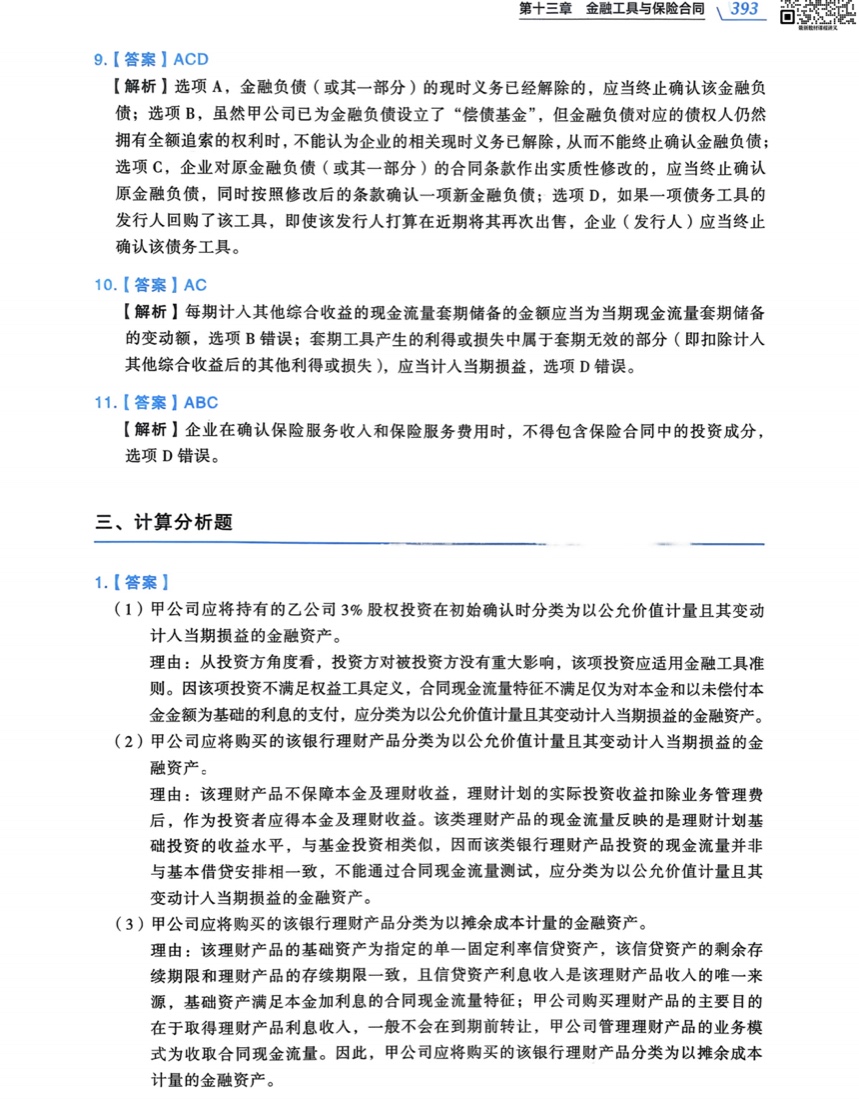 第十三章 金融工具与保险合同 393
9.【答案】ACD
【解析】选项 A，金融负债（或其一部分）的现时义务已经解除的，应当终止确认该金融负
债；选项 B，虽然甲公司已为金融负债设立了“偿债基金”，但金融负债对应的债权人仍然
拥有全额追索的权利时，不能认为企业的相关现时义务已解除，从而不能终止确认金融负债；
选项 C，企业对原金融负债（或其一部分）的合同条款作出实质性修改的，应当终止确认
原金融负债，同时按照修改后的条款确认一项新金融负债；选项 D，如果一项债务工具的
发行人回购了该工具，即使该发行人打算在近期将其再次出售，企业（发行人）应当终止
确认该债务工具。
10.【答案】AC
【解析】每期计入其他综合收益的现金流量套期储备的金额应当为当期现金流量套期储备
的变动额，选项 B 错误；套期工具产生的利得或损失中属于套期无效的部分（即扣除计入
其他综合收益后的其他利得或损失），应当计入当期损益，选项 D 错误。
11.【答案】ABC
【解析】企业在确认保险服务收入和保险服务费用时，不得包含保险合同中的投资成分，
选项 D 错误。
三、计算分析题
1.【答案】
（1）甲公司应将持有的乙公司 3% 股权投资在初始确认时分类为以公允价值计量且其变动
计入当期损益的金融资产。
理由：从投资方角度看，投资方对被投资方没有重大影响，该项投资应适用金融工具准
则。因该项投资不满足权益工具定义，合同现金流量特征不满足仅为对本金和以未偿付本
金金额为基础的利息的支付，应分类为以公允价值计量且其变动计入当期损益的金融资产。
（2）甲公司应将购买的该银行理财产品分类为以公允价值计量且其变动计入当期损益的金
融资产。
理由：该理财产品不保障本金及理财收益，理财计划的实际投资收益扣除业务管理费
后，作为投资者应得本金及理财收益。该类理财产品的现金流量反映的是理财计划基
础投资的收益水平，与基金投资相类似，因而该类银行理财产品投资的现金流量并非
与基本借贷安排相一致，不能通过合同现金流量测试，应分类为以公允价值计量且其
变动计入当期损益的金融资产。
（3）甲公司应将购买的该银行理财产品分类为以摊余成本计量的金融资产。
理由：该理财产品的基础资产为指定的单一固定利率信贷资产，该信贷资产的剩余存
续期限和理财产品的存续期限一致，且信贷资产利息收入是该理财产品收入的唯一来
源，基础资产满足本金加利息的合同现金流量特征；甲公司购买理财产品的主要目的
在于取得理财产品利息收入，一般不会在到期前转让，甲公司管理理财产品的业务模
式为收取合同现金流量。因此，甲公司应将购买的该银行理财产品分类为以摊余成本
计量的金融资产。